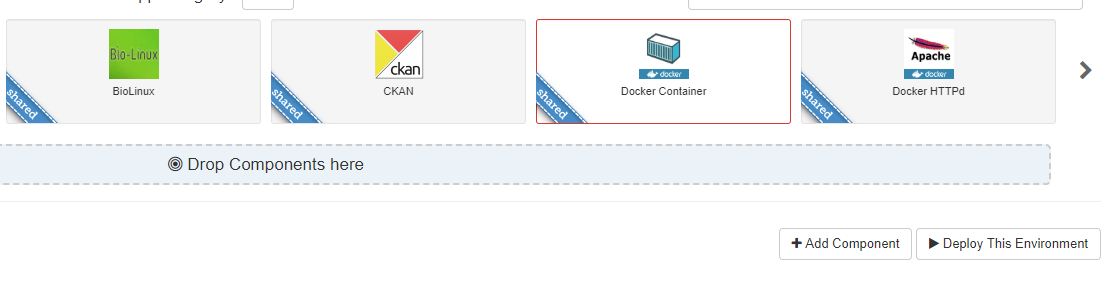 Bio-Linux
shared
BioLinux
ckan
shared
CKAN
docker
shared
Docker Container
Apache
docker
shared
Docker HTTPd
Drop Components here
Add Component
Deploy This Environment